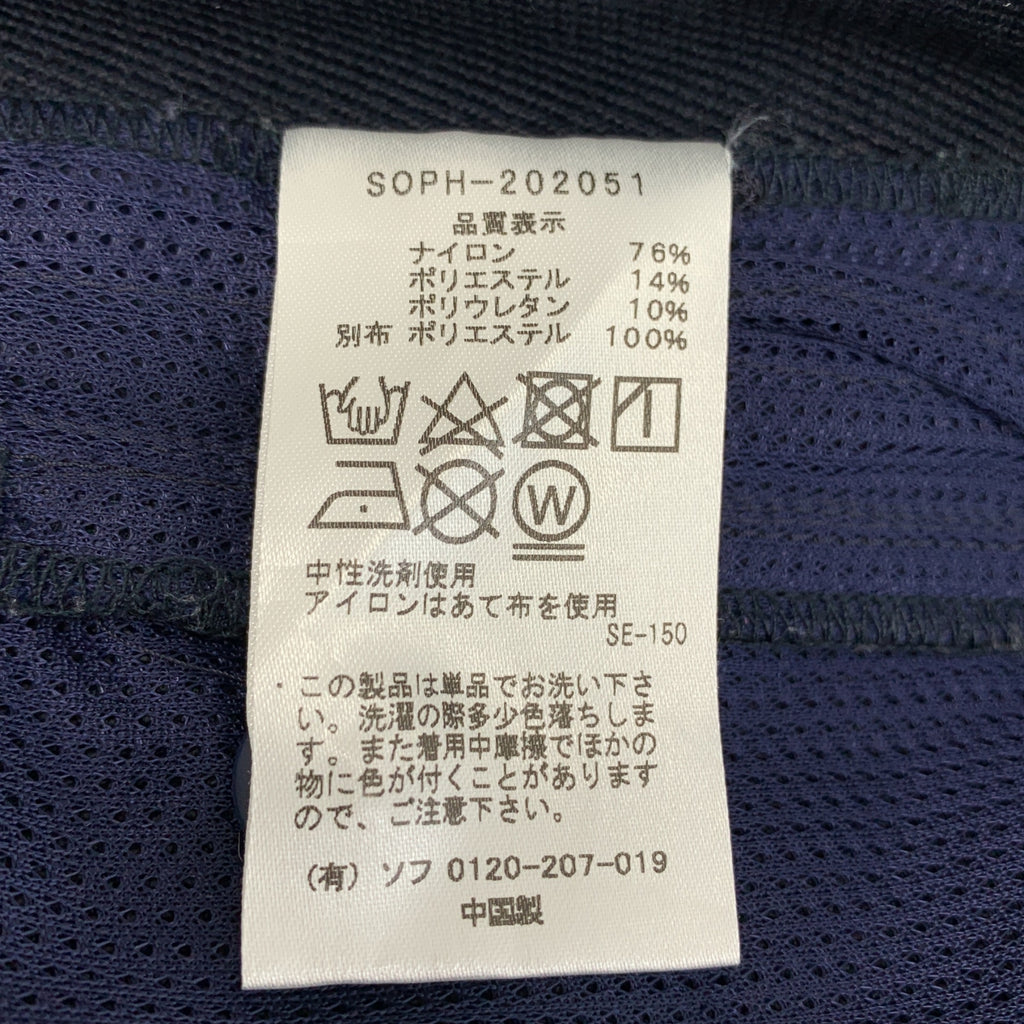 SOPH-202051
品質表示
ナイロン 76%
ポリエステル 14%
ポリウレタン 10%
別布 ポリエステル 100%
W
中性洗剤使用
アイロンはあて布を使用
SE-150
この製品は単品でお洗い下さ
い。洗濯の際多少色落ちしま
す。また着用中摩擦でほかの
物に色が付くことがあります
ので、ご注意下さい。
(有) ソフ 0120-207-019
中国製